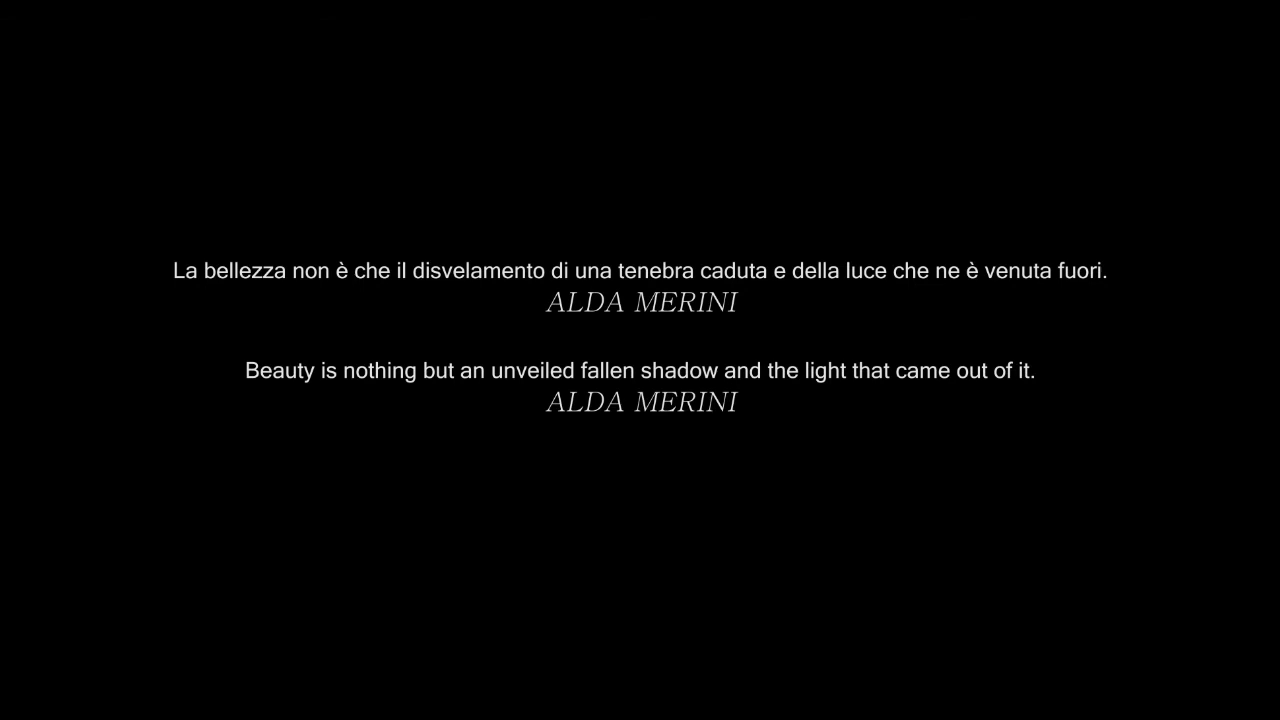 La bellezza non è che il disvelamento di una tenebra caduta e della luce che ne è venuta fuori.
ALDA MERINI
Beauty is nothing but an unveiled fallen shadow and the light that came out of it.
ALDA MERINI